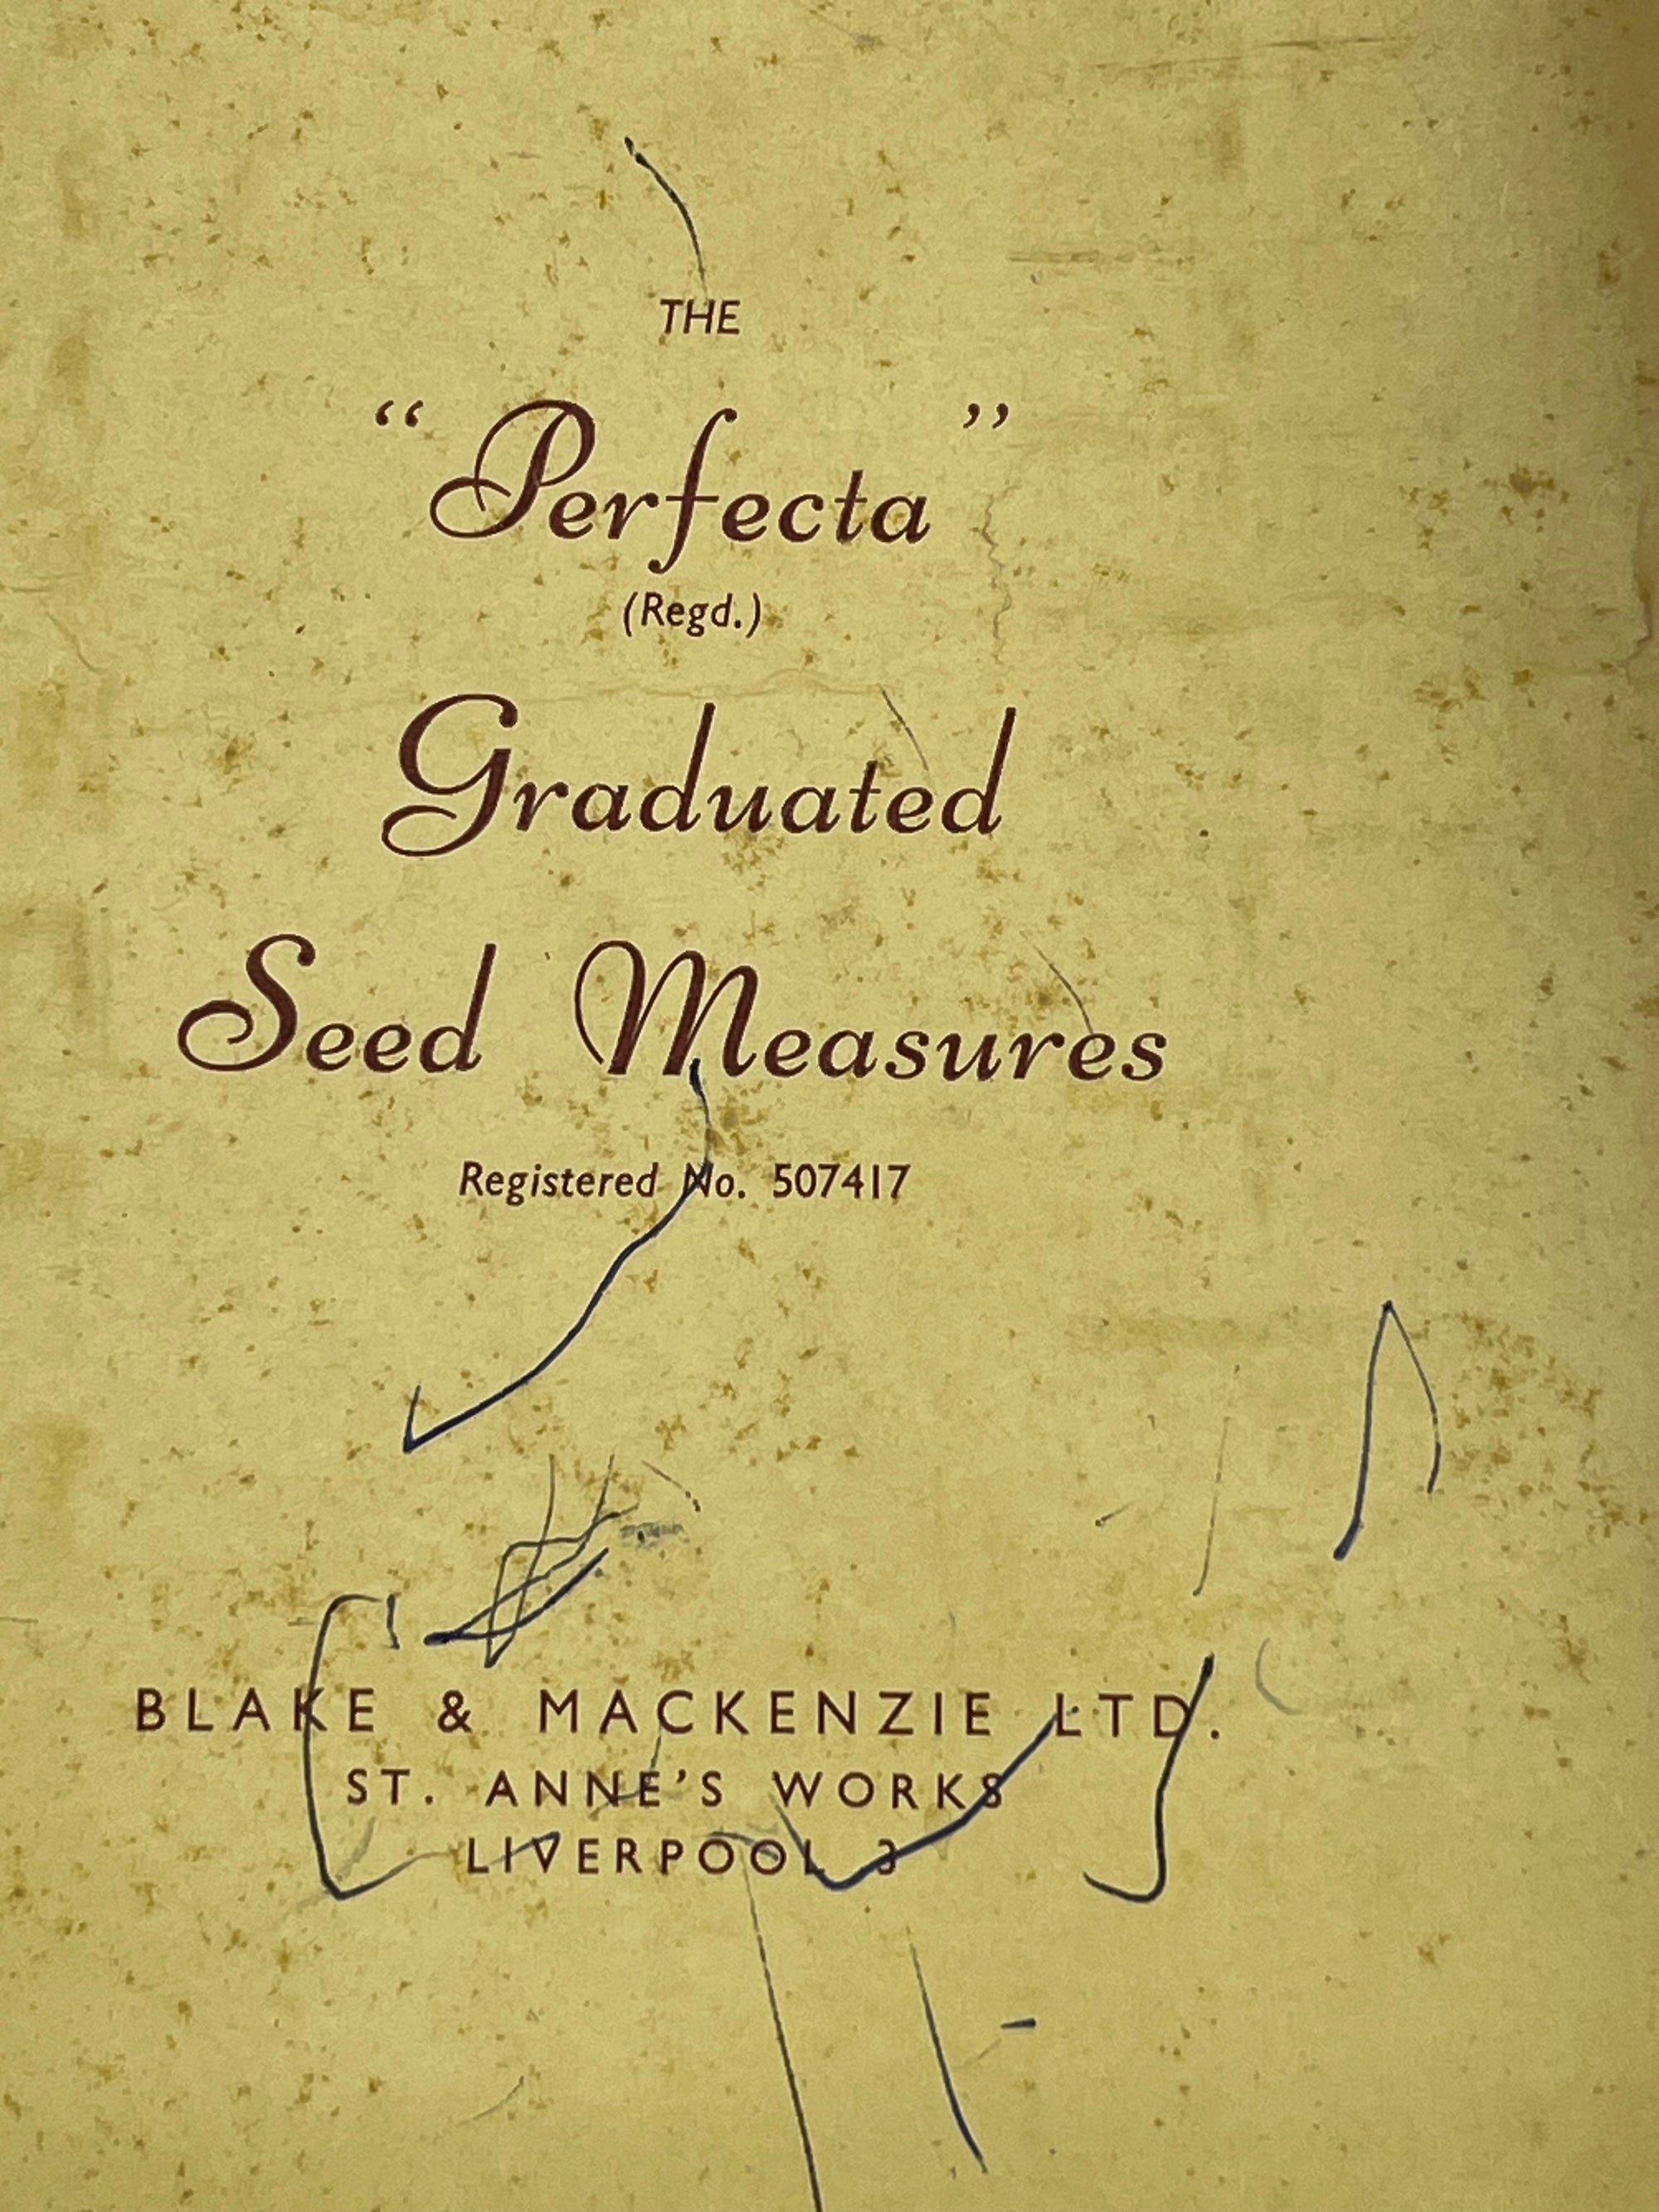 THE
“Perfecta”
(Regd.)
Graduated
Seed Measures
Registered No. 507417
BLAKE & MACKENZIE LTD.
ST. ANNE’S WORKS
LIVERPOOL 3